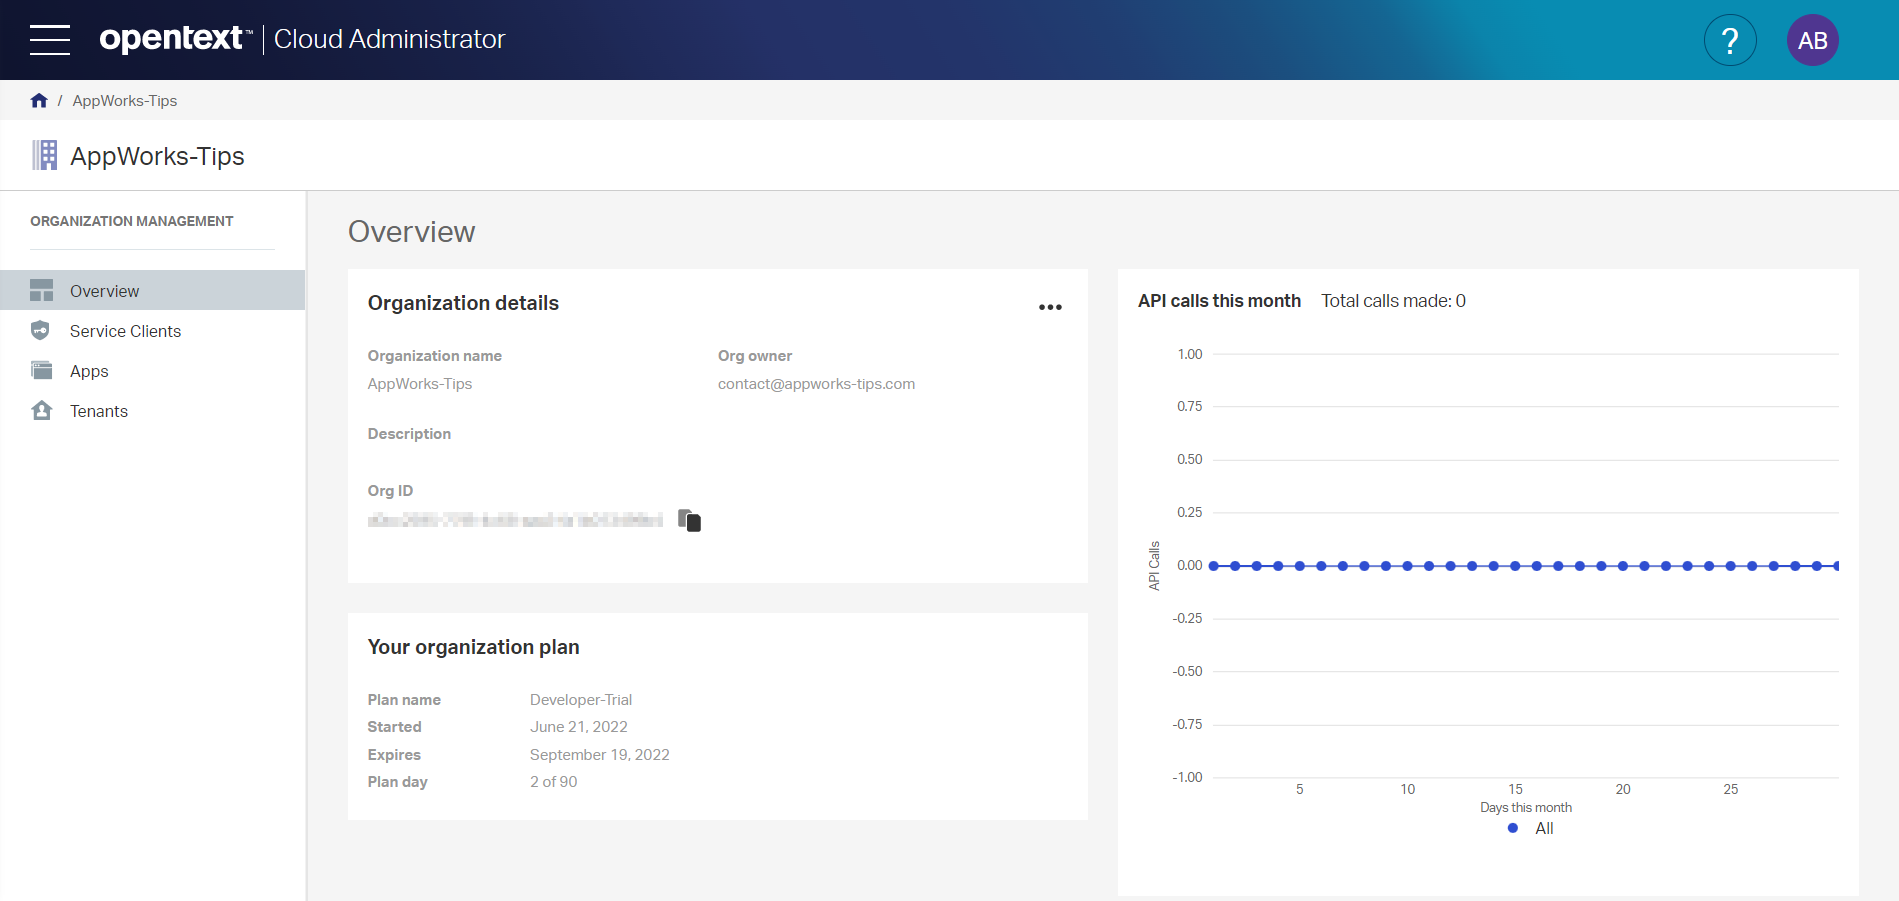 opentext™ | Cloud Administrator
?
AB
/ AppWorks-Tips
AppWorks-Tips
ORGANIZATION MANAGEMENT
Overview
Service Clients
Apps
Tenants
Overview
Organization details
Organization name
Org owner
AppWorks-Tips
contact@appworks-tips.com
Description
Org ID
Your organization plan
Plan name Developer-Trial
Started June 21, 2022
Expires September 19, 2022
Plan day 2 of 90
API calls this month Total calls made: 0
1.00
0.75
0.50
0.25
0.00
-0.25
-0.50
-0.75
-1.00
API Calls
5 10 15 20 25
Days this month
All